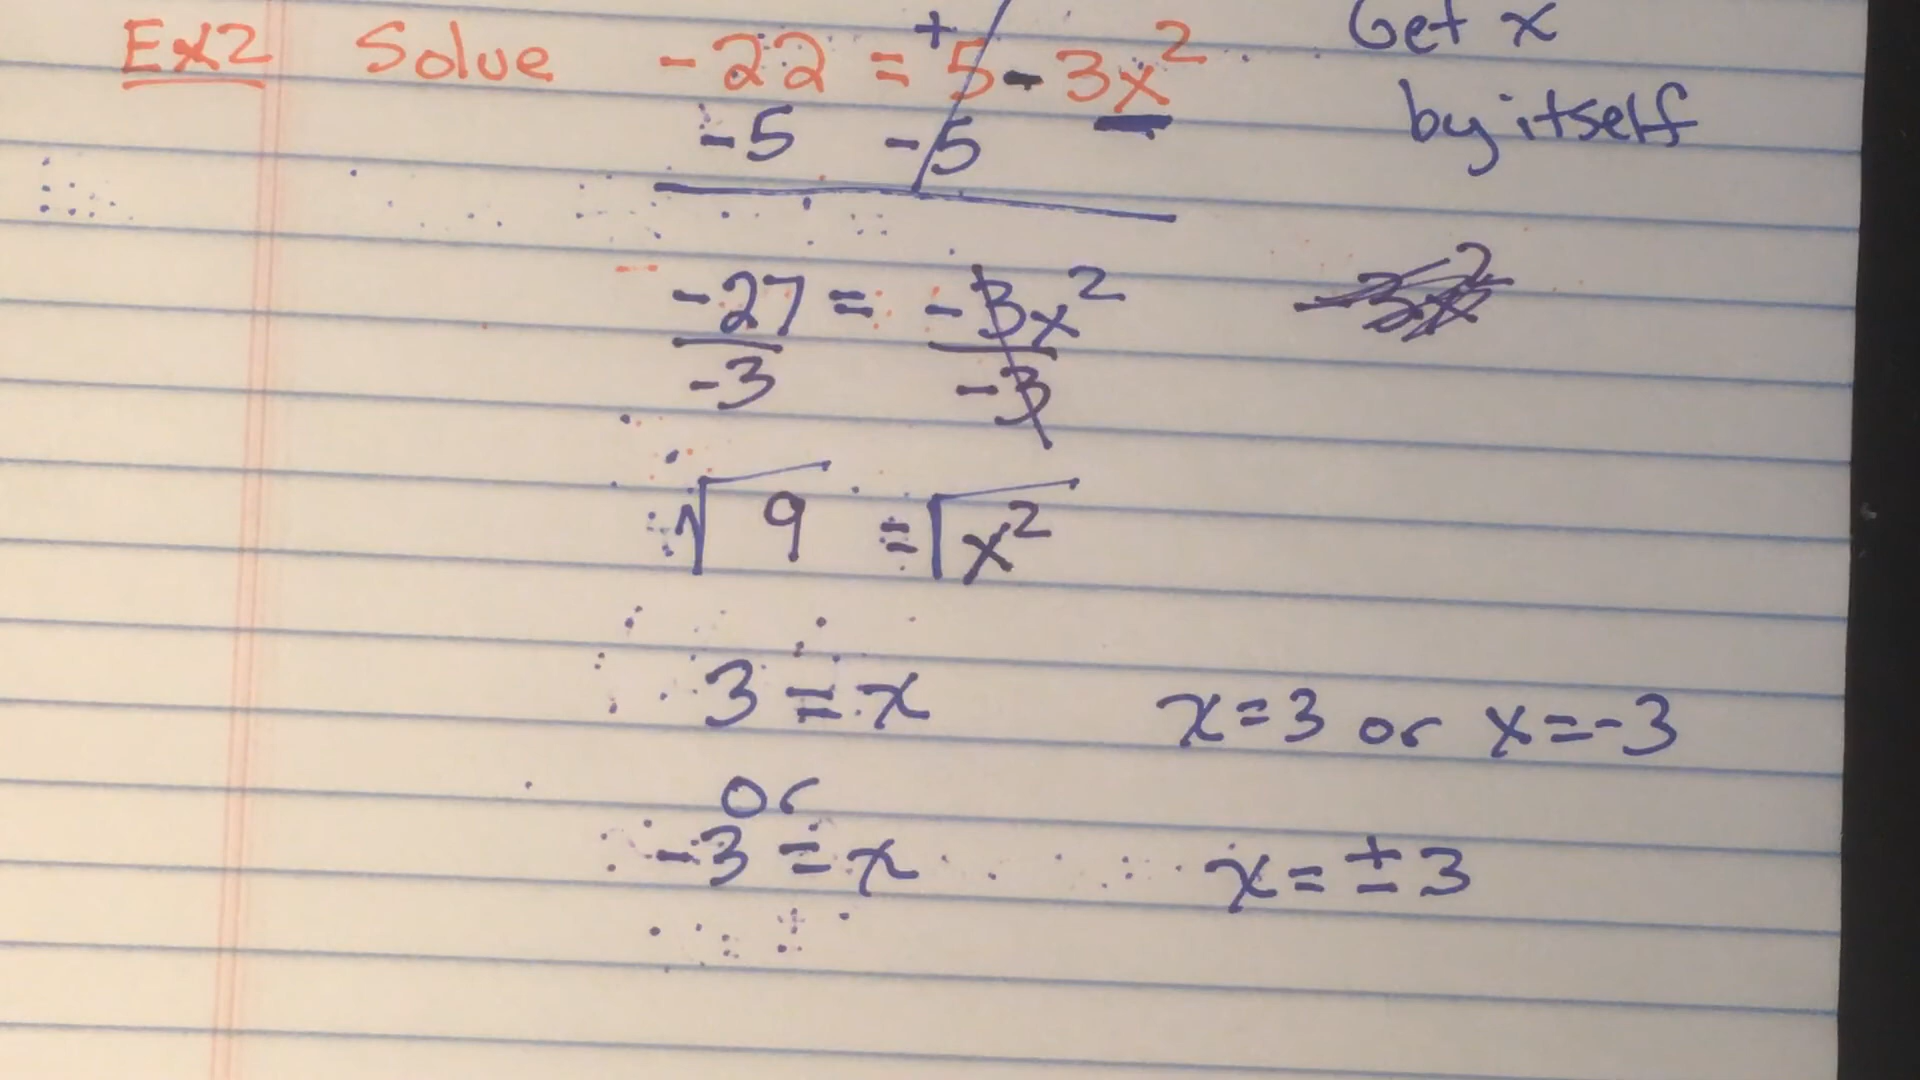 Ex2 Solve -22 = +5 - 3x² Get x
by itself
-5 -5
-27 = -3x² -3x²
-3 -3
√9 = √x²
3 = x x = 3 or x = -3
or
-3 = x x = ±3